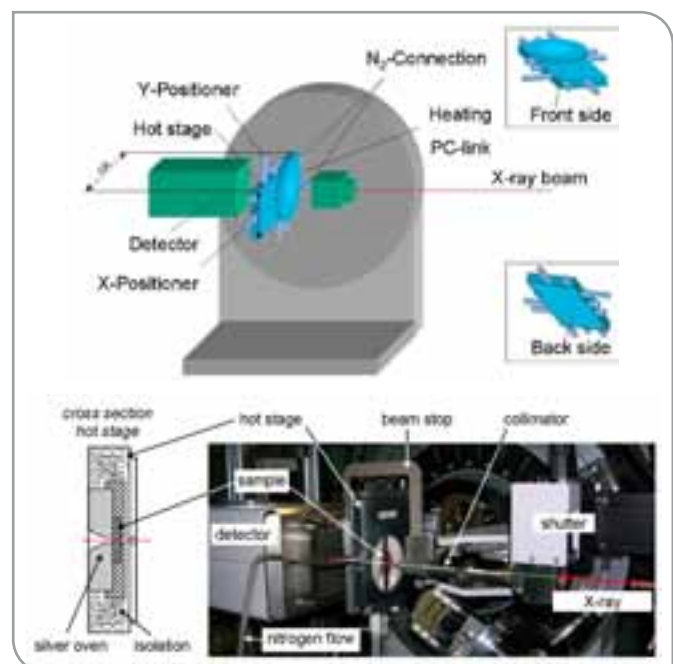 N₂-Connection
Y-Positioner
Hot stage
Heating
Front side
PC-link
X-ray beam
Detector
X-Positioner
Back side
cross section
hot stage
hot stage
beam stop
collimator
sample
detector
shutter
X-ray
nitrogen flow
silver oven
isolation